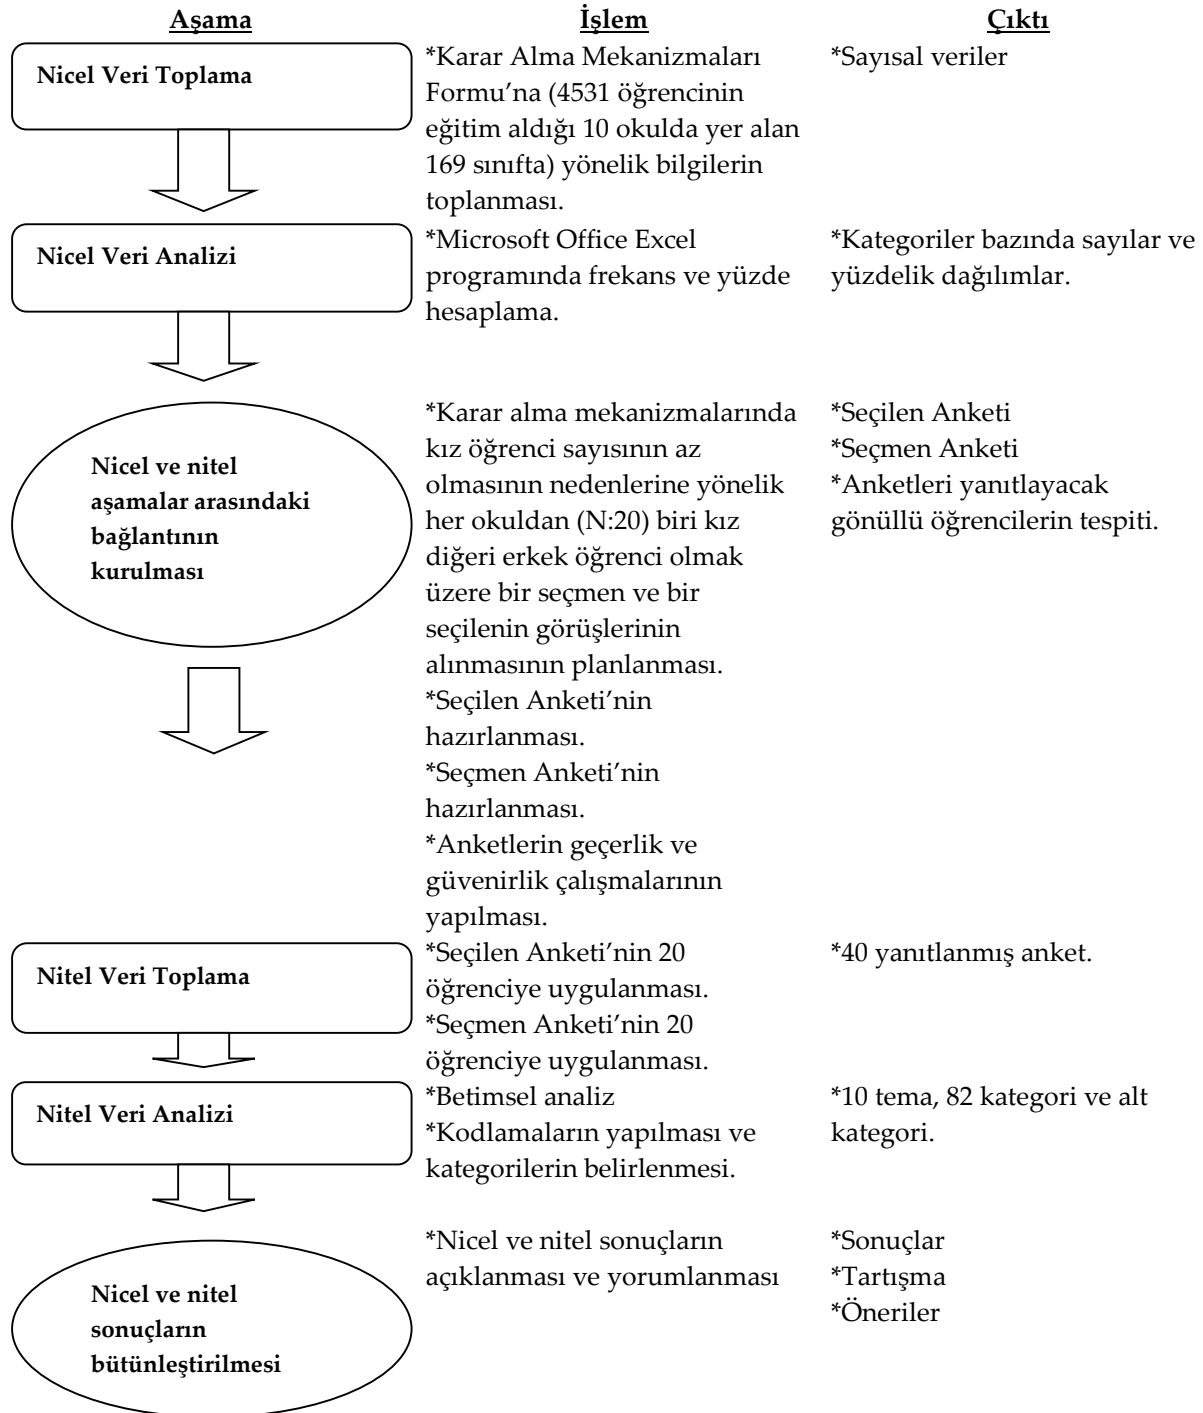 Aşama
İşlem
Çıktı
Nicel Veri Toplama
*Karar Alma Mekanizmaları
Formu’na (4531 öğrencinin
eğitim aldığı 10 okulda yer alan
169 sınıfta) yönelik bilgilerin
toplanması.
*Sayısal veriler
Nicel Veri Analizi
*Microsoft Office Excel
programında frekans ve yüzde
hesaplama.
*Kategoriler bazında sayılar ve
yüzdelik dağılımlar.
Nicel ve nitel
aşamalar arasındaki
bağlantının
kurulması
*Karar alma mekanizmalarında
kız öğrenci sayısının az
olmasının nedenlerine yönelik
her okuldan (N:20) biri kız
diğeri erkek öğrenci olmak
üzere bir seçmen ve bir
seçilenin görüşlerinin
alınmasının planlanması.
*Seçilen Anketi’nin
hazırlanması.
*Seçmen Anketi’nin
hazırlanması.
*Anketlerin geçerlik ve
güvenirlik çalışmalarının
yapılması.
*Seçilen Anketi
*Seçmen Anketi
*Anketleri yanıtlayacak
gönüllü öğrencilerin tespiti.
Nitel Veri Toplama
*Seçilen Anketi’nin 20
öğrenciye uygulanması.
*Seçmen Anketi’nin 20
öğrenciye uygulanması.
*40 yanıtlanmış anket.
Nitel Veri Analizi
*Betimsel analiz
*Kodlamaların yapılması ve
kategorilerin belirlenmesi.
*10 tema, 82 kategori ve alt
kategori.
Nicel ve nitel
sonuçların
bütünleştirilmesi
*Nicel ve nitel sonuçların
açıklanması ve yorumlanması
*Sonuçlar
*Tartışma
*Öneriler